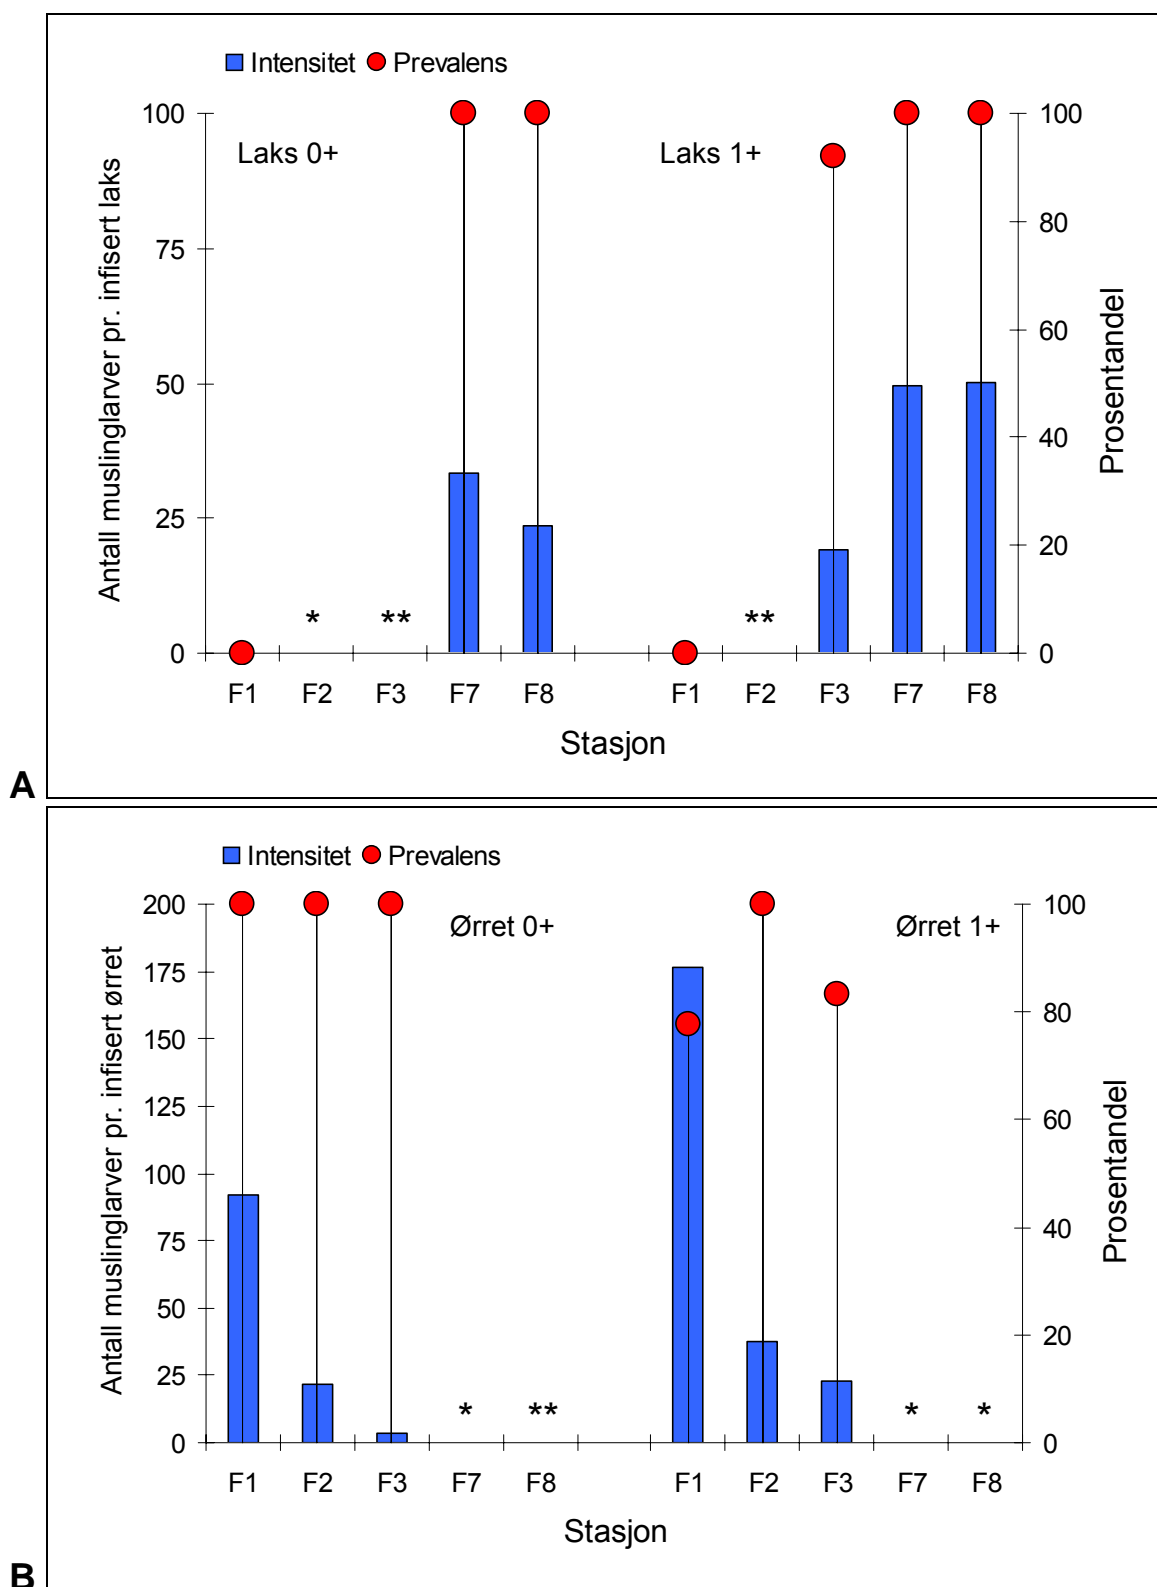 Intensitet Prevalens
100 100
Laks 0+ Laks 1+
80
75
60
50
40
25
20
* ** **
0 0
F1 F2 F3 F7 F8 F1 F2 F3 F7 F8
Stasjon
Antall muslinglarver pr. infisert laks
Prosentandel
A
Intensitet Prevalens
200 100
Ørret 0+ Ørret 1+
175
80
150
125
60
100
75
40
50
25
20
* ** * *
0 0
F1 F2 F3 F7 F8 F1 F2 F3 F7 F8
Stasjon
Antall muslinglarver pr. infisert ørret
Prosentandel
B